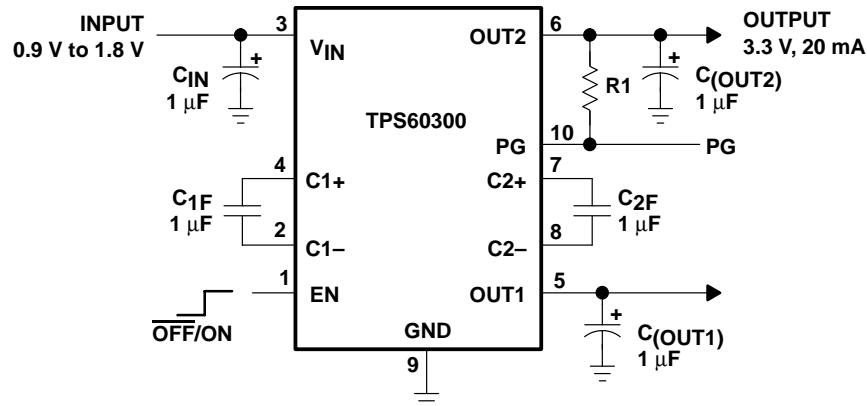 INPUT
0.9 V to 1.8 V
CIN
1 μF
+
3
VIN
OUT2
6
OUTPUT
3.3 V, 20 mA
R1
+
C(OUT2)
1 μF
TPS60300
PG
10
PG
4
C1+
C2+
7
C1F
1 μF
C2F
1 μF
2
C1−
C2−
8
1
EN
OUT1
5
OFF/ON
GND
9
+
C(OUT1)
1 μF